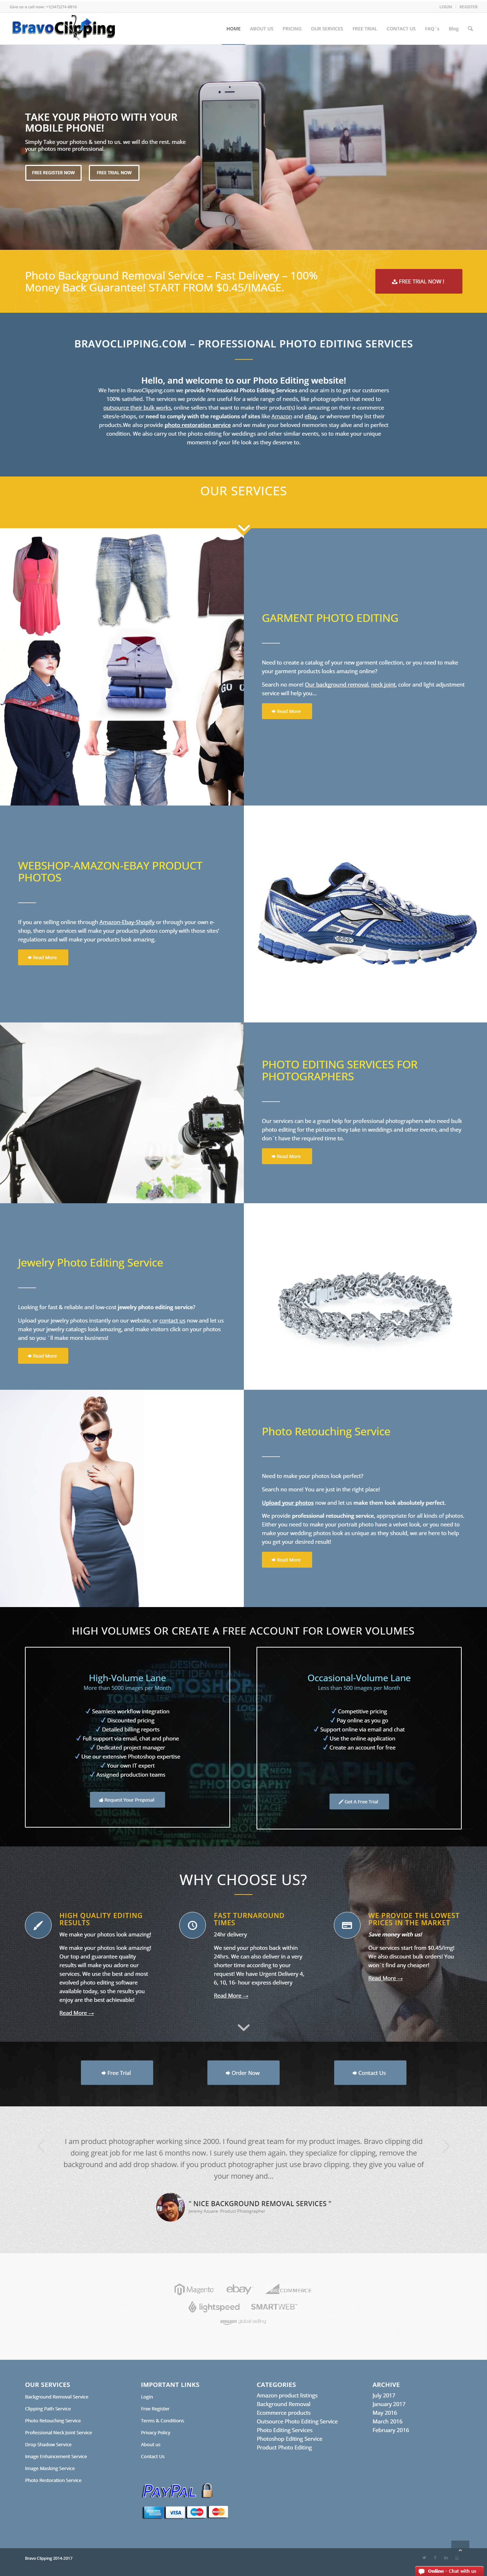 Give us a call now: +1(347)374-8816
LOGIN REGISTER
BravoClipping
HOME ABOUT US PRICING OUR SERVICES FREE TRIAL CONTACT US FAQ´s Blog
TAKE YOUR PHOTO WITH YOUR
MOBILE PHONE!
Simply Take your photos & send to us. we will do the rest. make
your photos more professional.
FREE REGISTER NOW FREE TRIAL NOW
Photo Background Removal Service – Fast Delivery – 100%
Money Back Guarantee! START FROM $0.45/IMAGE.
FREE TRIAL NOW !
BRAVOCLIPPING.COM – PROFESSIONAL PHOTO EDITING SERVICES
Hello, and welcome to our Photo Editing website!
We here in BravoClipping.com we provide Professional Photo Editing Services and our aim is to get our customers
100% satisfied. The services we provide are useful for a wide range of needs, like photographers that need to
outsource their bulk works, online sellers that want to make their product(s) look amazing on their e-commerce
sites/e-shops, or need to comply with the regulations of sites like Amazon and eBay, or wherever they list their
products.We also provide photo restoration service and we make your beloved memories stay alive and in perfect
condition. We also carry out the photo editing for weddings and other similar events, so to make your unique
moments of your life look as they deserve to.
OUR SERVICES
GARMENT PHOTO EDITING
Need to create a catalog of your new garment collection, or you need to make
your garment products looks amazing online?
Search no more! Our background removal, neck joint, color and light adjustment
service will help you...
Read More
WEBSHOP-AMAZON-EBAY PRODUCT
PHOTOS
If you are selling online through Amazon-Ebay-Shopify or through your own e-
shop, then our services will make your products photos comply with those sites'
regulations and will make your products look amazing.
Read More
PHOTO EDITING SERVICES FOR
PHOTOGRAPHERS
Our services can be a great help for professional photographers who need bulk
photo editing for the pictures they take in weddings and other events, and they
don´t have the required time to.
Read More
Jewelry Photo Editing Service
Looking for fast & reliable and low-cost jewelry photo editing service?
Upload your jewelry photos instantly on our website, or contact us now and let us
make your jewelry catalogs look amazing, and make visitors click on your photos
and so you ´ll make more business!
Read More
Photo Retouching Service
Need to make your photos look perfect?
Search no more! You are just in the right place!
Upload your photos now and let us make them look absolutely perfect.
We provide professional retouching service, appropriate for all kinds of photos.
Either you need to make your portrait photo have a velvet look, or you need to
make your wedding photos look as unique as they should, we are here to help
you get your desired result!
Read More
HIGH VOLUMES OR CREATE A FREE ACCOUNT FOR LOWER VOLUMES
High-Volume Lane
More than 5000 images per Month
✓ Seamless workflow integration
✓ Discounted pricing
✓ Detailed billing reports
✓ Full support via email, chat and phone
✓ Dedicated project manager
✓ Use our extensive Photoshop expertise
✓ Your own IT expert
✓ Assigned production teams
Request Your Proposal
Occasional-Volume Lane
Less than 500 images per Month
✓ Competitive pricing
✓ Pay online as you go
✓ Support online via email and chat
✓ Use the online application
✓ Create an account for free
Get A Free Trial
WHY CHOOSE US?
HIGH QUALITY EDITING
RESULTS
We make your photos look amazing!
We make your photos look amazing!
Our top and guarantee quality
results will make you adore our
services. We use the best and most
evolved photo editing software
available today, so the results you
enjoy are the best achievable!
Read More →
FAST TURNAROUND
TIMES
24hr delivery
We send your photos back within
24hrs. We can also deliver in a very
shorter time according to your
request! We have Urgent Delivery 4,
6, 10, 16- hour express delivery
Read More →
WE PROVIDE THE LOWEST
PRICES IN THE MARKET
Save money with us!
Our services start from $0.45/img!
We also discount bulk orders! You
won´t find any cheaper!
Read More →
Free Trial
Order Now
Contact Us
I am product photographer working since 2000. I found great team for my product images. Bravo clipping did
doing great job for me last 6 months now. I surely use them again. they specialize for clipping, remove the
background and add drop shadow. if you product photographer just use bravo clipping. they give you value of
your money and...
" NICE BACKGROUND REMOVAL SERVICES "
Magento ebay COMMERCE
lightspeed SMARTWEB
amazon global selling
OUR SERVICES
Background Removal Service
Clipping Path Service
Photo Retouching Service
Professional Neck Joint Service
Drop Shadow Service
Image Enhancement Service
Image Masking Service
Photo Restoration Service
IMPORTANT LINKS
Login
Free Register
Terms & Conditions
Privacy Policy
About us
Contact Us
PAYPAL
VISA
CATEGORIES
Amazon product listings
Background Removal
Ecommerce products
Outsource Photo Editing Service
Photo Editing Services
Photoshop Editing Service
Product Photo Editing
ARCHIVE
July 2017
January 2017
May 2016
March 2016
February 2016
Bravo Clipping 2014-2017
Online - Chat with us